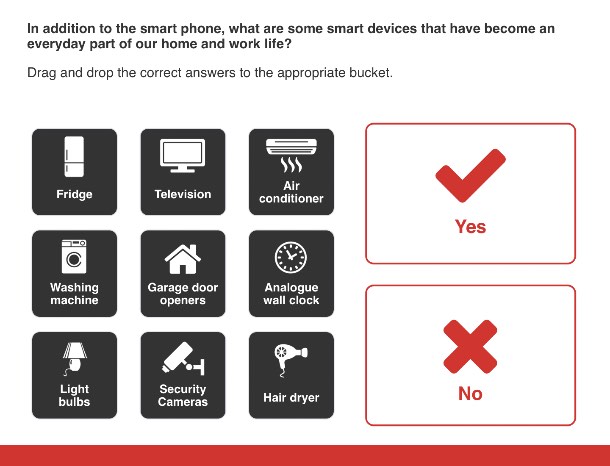 In addition to the smart phone, what are some smart devices that have become an
everyday part of our home and work life?
Drag and drop the correct answers to the appropriate bucket.
Fridge
Television
Air
conditioner
Yes
Washing
machine
Garage door
openers
Analogue
wall clock
Light
bulbs
Security
Cameras
Hair dryer
No